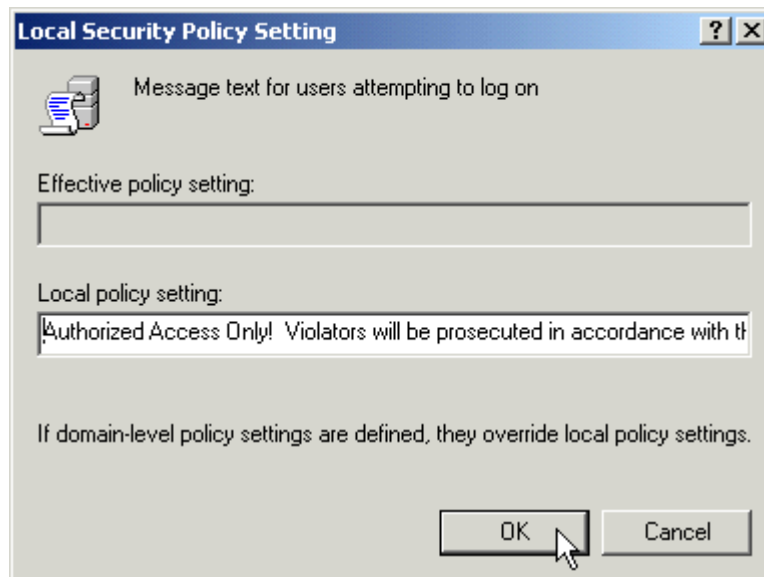 Local Security Policy Setting
Message text for users attempting to log on
Effective policy setting:
Local policy setting:
Authorized Access Only!  Violators will be prosecuted in accordance with th
If domain-level policy settings are defined, they override local policy settings.
OK Cancel